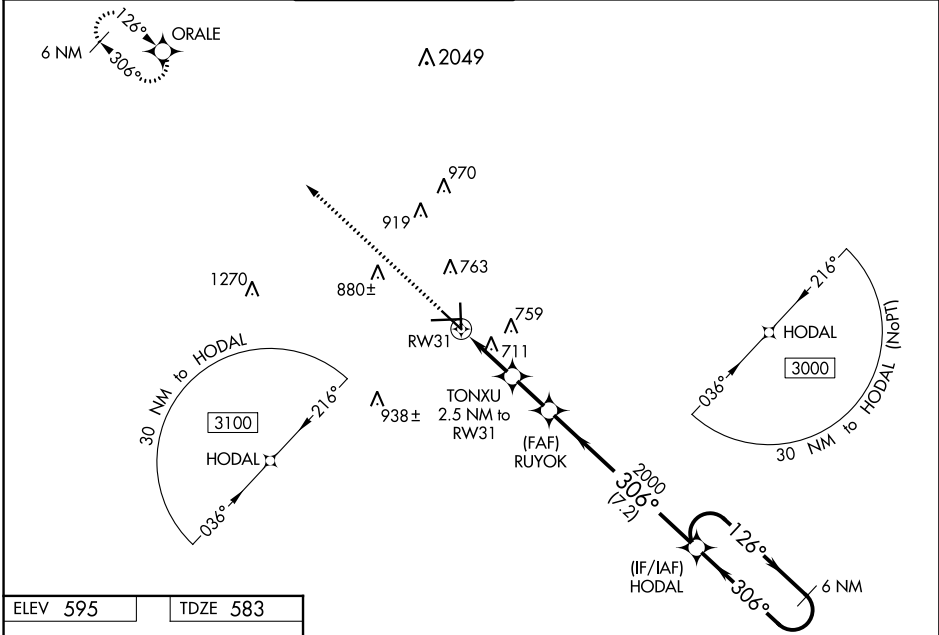 126°
ORALE
6 NM
306°
2049
970
919
763
1270
880±
759
RW31
711
216°
HODAL
3000
036°
30 NM to HODAL (NoPT)
30 NM to HODAL
3100
216°
HODAL
036°
938±
TONXU
2.5 NM to
RW31
(FAF)
RUYOK
2000
306°
(7.2)
126°
(IF/IAF)
HODAL
306°
6 NM
ELEV 595
TDZE 583